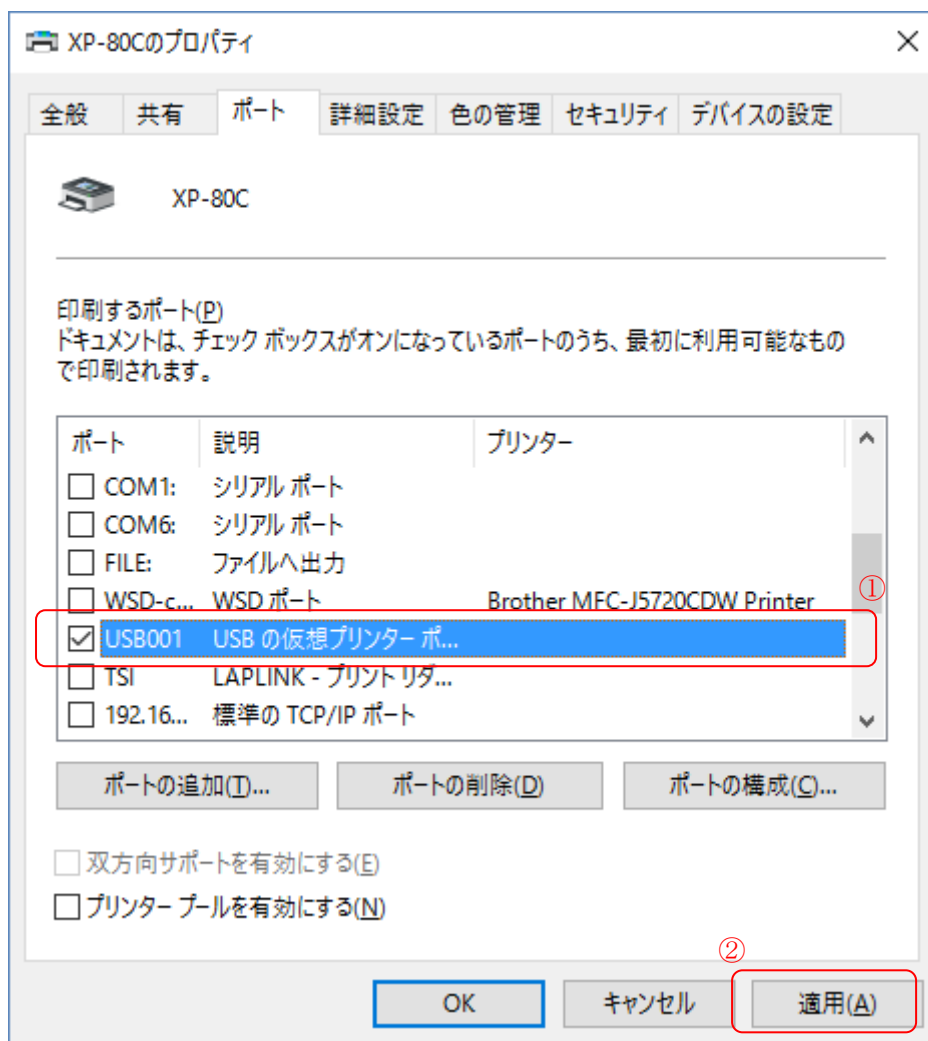 XP-80Cのプロパティ
全般 共有 ポート 詳細設定 色の管理 セキュリティ デバイスの設定
XP-80C
印刷するポート(P)
ドキュメントは、チェック ボックスがオンになっているポートのうち、最初に利用可能なもの
で印刷されます。
ポート 説明 プリンター
COM1: シリアル ポート
COM6: シリアル ポート
FILE: ファイルへ出力
WSD-c... WSD ポート Brother MFC-J5720CDW Printer
①
USB001 USB の仮想プリンター ポ...
TSI LAPLINK - プリント リダ...
192.16... 標準の TCP/IP ポート
ポートの追加(T)... ポートの削除(D) ポートの構成(C)...
双方向サポートを有効にする(E)
プリンター プールを有効にする(N)
②
OK キャンセル 適用(A)